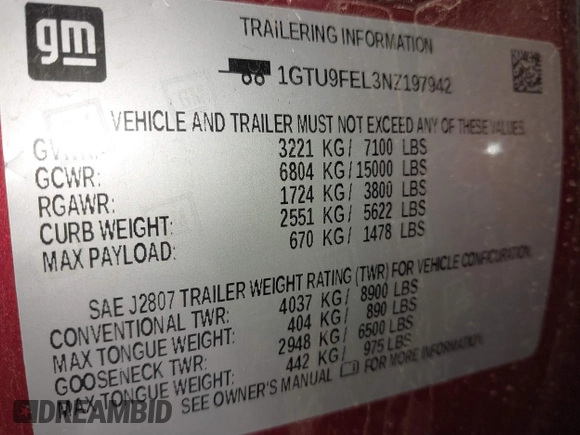 gm
TRAILERING INFORMATION
1GTU9FEL3NZ197942
VEHICLE AND TRAILER MUST NOT EXCEED ANY OF THESE VALUES.
3221 KG/ 7100 LBS
GCWR: 6804 KG/15000 LBS
RGAWR: 1724 KG/ 3800 LBS
CURB WEIGHT: 2551 KG/ 5622 LBS
MAX PAYLOAD: 670 KG/ 1478 LBS
SAE J2807 TRAILER WEIGHT RATING (TWR) FOR VEHICLE CONFIGURATION.
CONVENTIONAL TWR: 4037 KG/ 8900 LBS
MAX TONGUE WEIGHT: 404 KG/ 890 LBS
GOOSENECK TWR: 2948 KG/ 6500 LBS
MAX TONGUE WEIGHT: 442 KG/ 975 LBS
SEE OWNER'S MANUAL FOR MORE INFORMATION
DREAMBID